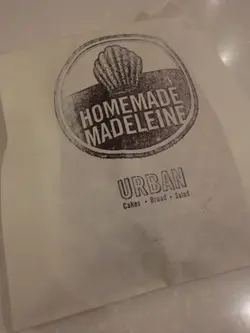 HOMEMADE
MADELEINE
URBAN
Cakes • Bread • Salad